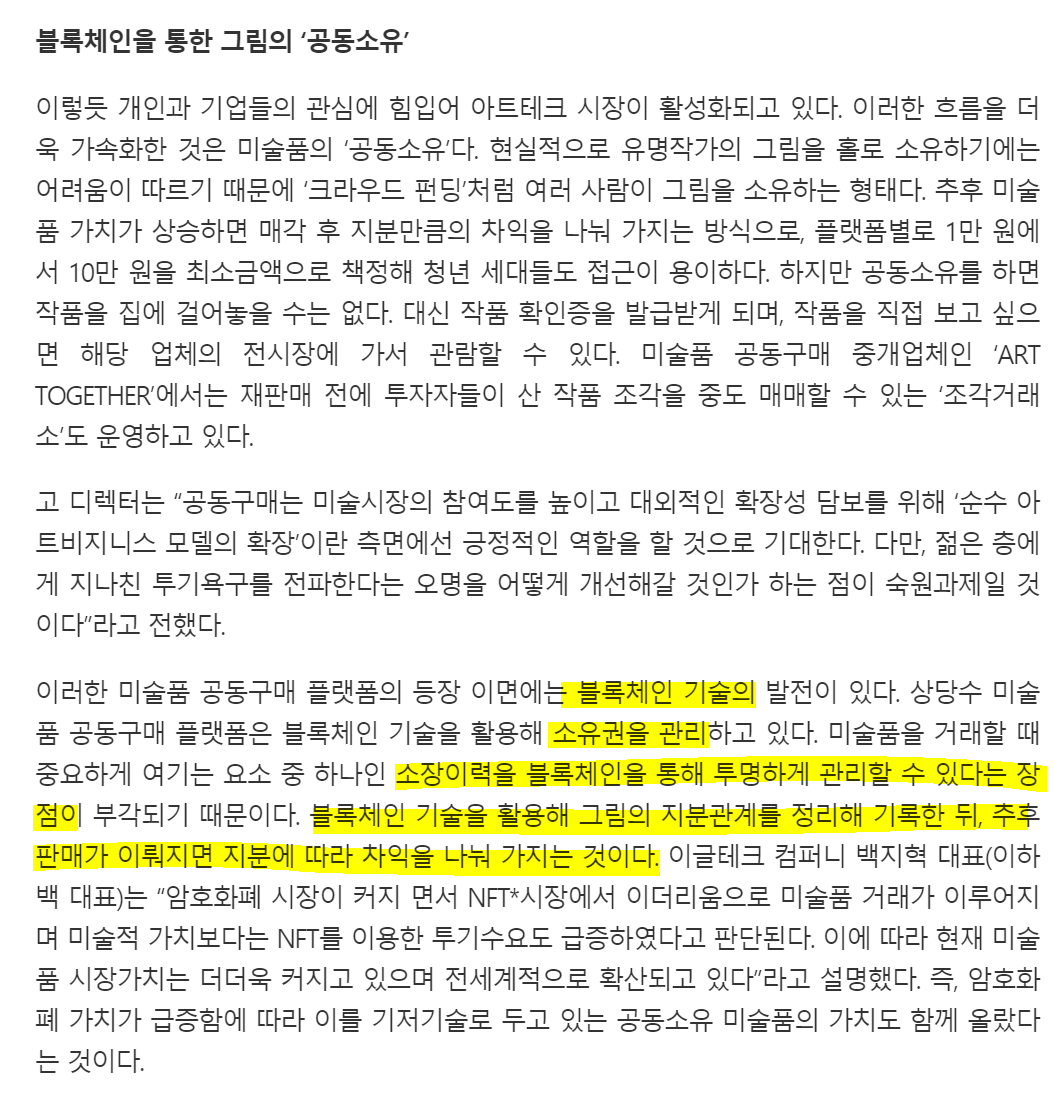 블록체인을 통한 그림의 ‘공동소유’
이렇듯 개인과 기업들의 관심에 힘입어 아트테크 시장이 활성화되고 있다. 이러한 흐름을 더
욱 가속화한 것은 미술품의 ‘공동소유’다. 현실적으로 유명작가의 그림을 홀로 소유하기에는
어려움이 따르기 때문에 ‘크라우드 펀딩’처럼 여러 사람이 그림을 소유하는 형태다. 추후 미술
품 가치가 상승하면 매각 후 지분만큼의 차익을 나눠 가지는 방식으로, 플랫폼별로 1만 원에
서 10만 원을 최소금액으로 책정해 청년 세대들도 접근이 용이하다. 하지만 공동소유를 하면
작품을 집에 걸어놓을 수는 없다. 대신 작품 확인증을 발급받게 되며, 작품을 직접 보고 싶으
면 해당 업체의 전시장에 가서 관람할 수 있다. 미술품 공동구매 중개업체인 ‘ART
TOGETHER’에서는 재판매 전에 투자자들이 산 작품 조각을 중도 매매할 수 있는 ‘조각거래
소’도 운영하고 있다.
고 디렉터는 “공동구매는 미술시장의 참여도를 높이고 대외적인 확장성 담보를 위해 ‘순수 아
트비지니스 모델의 확장’이란 측면에선 긍정적인 역할을 할 것으로 기대한다. 다만, 젊은 층에
게 지나친 투기욕구를 전파한다는 오명을 어떻게 개선해갈 것인가 하는 점이 숙원과제일 것
이다”라고 전했다.
이러한 미술품 공동구매 플랫폼의 등장 이면에는 블록체인 기술의 발전이 있다. 상당수 미술
품 공동구매 플랫폼은 블록체인 기술을 활용해 소유권을 관리하고 있다. 미술품을 거래할 때
중요하게 여기는 요소 중 하나인 소장이력을 블록체인을 통해 투명하게 관리할 수 있다는 장
점이 부각되기 때문이다. 블록체인 기술을 활용해 그림의 지분관계를 정리해 기록한 뒤, 추후
판매가 이뤄지면 지분에 따라 차익을 나눠 가지는 것이다. 이글테크 컴퍼니 백지혁 대표(이하
백 대표)는 “암호화폐 시장이 커지 면서 NFT*시장에서 이더리움으로 미술품 거래가 이루어지
며 미술적 가치보다는 NFT를 이용한 투기수요도 급증하였다고 판단된다. 이에 따라 현재 미술
품 시장가치는 더더욱 커지고 있으며 전세계적으로 확산되고 있다”라고 설명했다. 즉, 암호화
폐 가치가 급증함에 따라 이를 기저기술로 두고 있는 공동소유 미술품의 가치도 함께 올랐다
는 것이다.